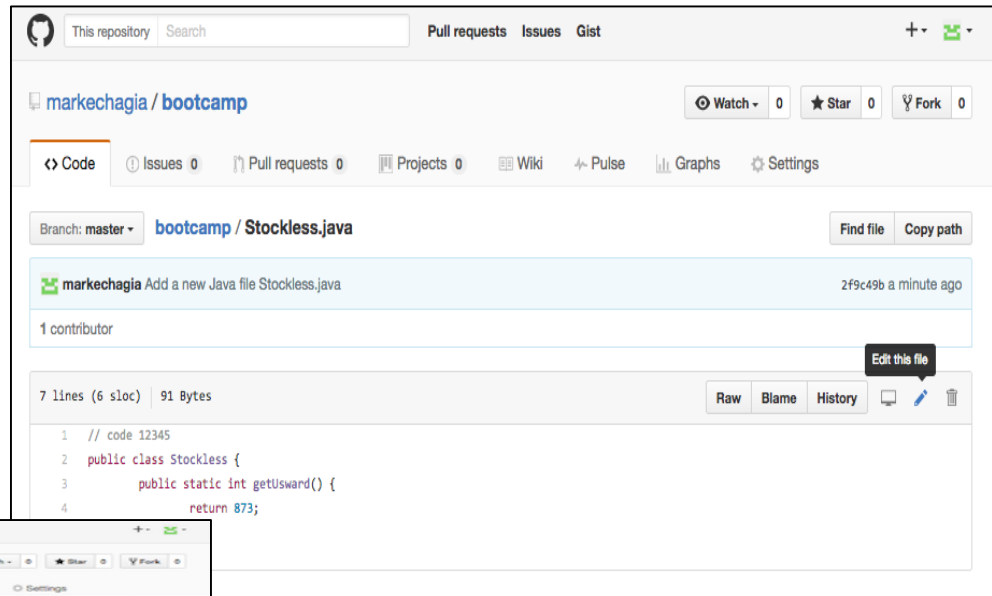 This repository Search Pull requests Issues Gist
markechagia / bootcamp Watch 0 Star 0 Fork 0
Code Issues 0 Pull requests 0 Projects 0 Wiki Pulse Graphs Settings
Branch: master bootcamp / Stockless.java Find file Copy path
markechagia Add a new Java file Stockless.java 2f9c49b a minute ago
1 contributor
Edit this file
7 lines (6 sloc) 91 Bytes Raw Blame History
1 // code 12345
2 public class Stockless {
3 public static int getUsward() {
4 return 873;
0 Star 0 Fork 0
Settings